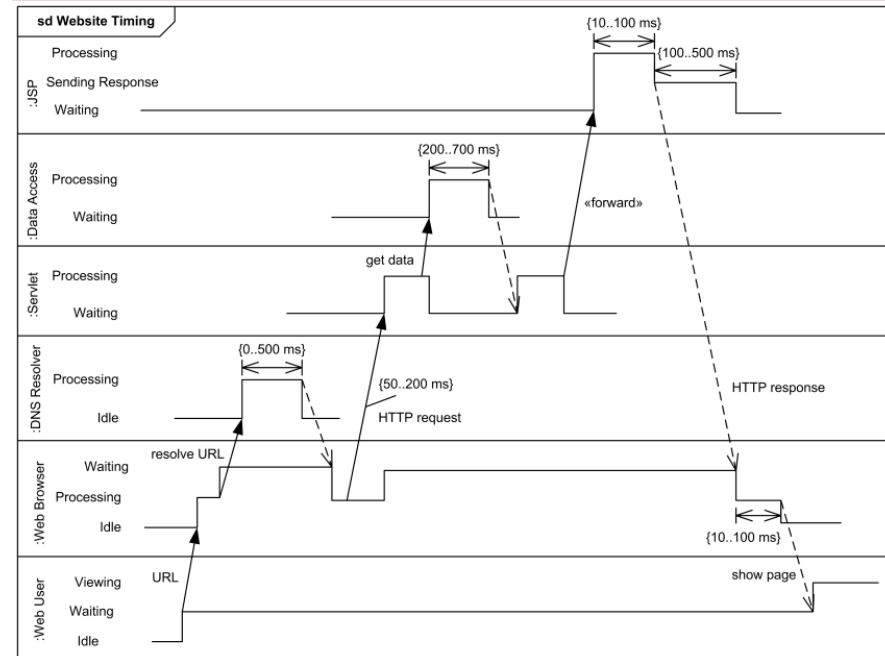 sd Website Timing
{10..100 ms}
Processing
{100..500 ms}
Sending Response
Waiting
:JSP
{200..700 ms}
Processing
Waiting
«forward»
:Data Access
get data
Processing
Waiting
:Servlet
{0..500 ms}
Processing
{50..200 ms}
HTTP request
HTTP response
Idle
:DNS Resolver
resolve URL
Waiting
Processing
Idle
{10..100 ms}
:Web Browser
URL
show page
Viewing
Waiting
Idle
:Web User